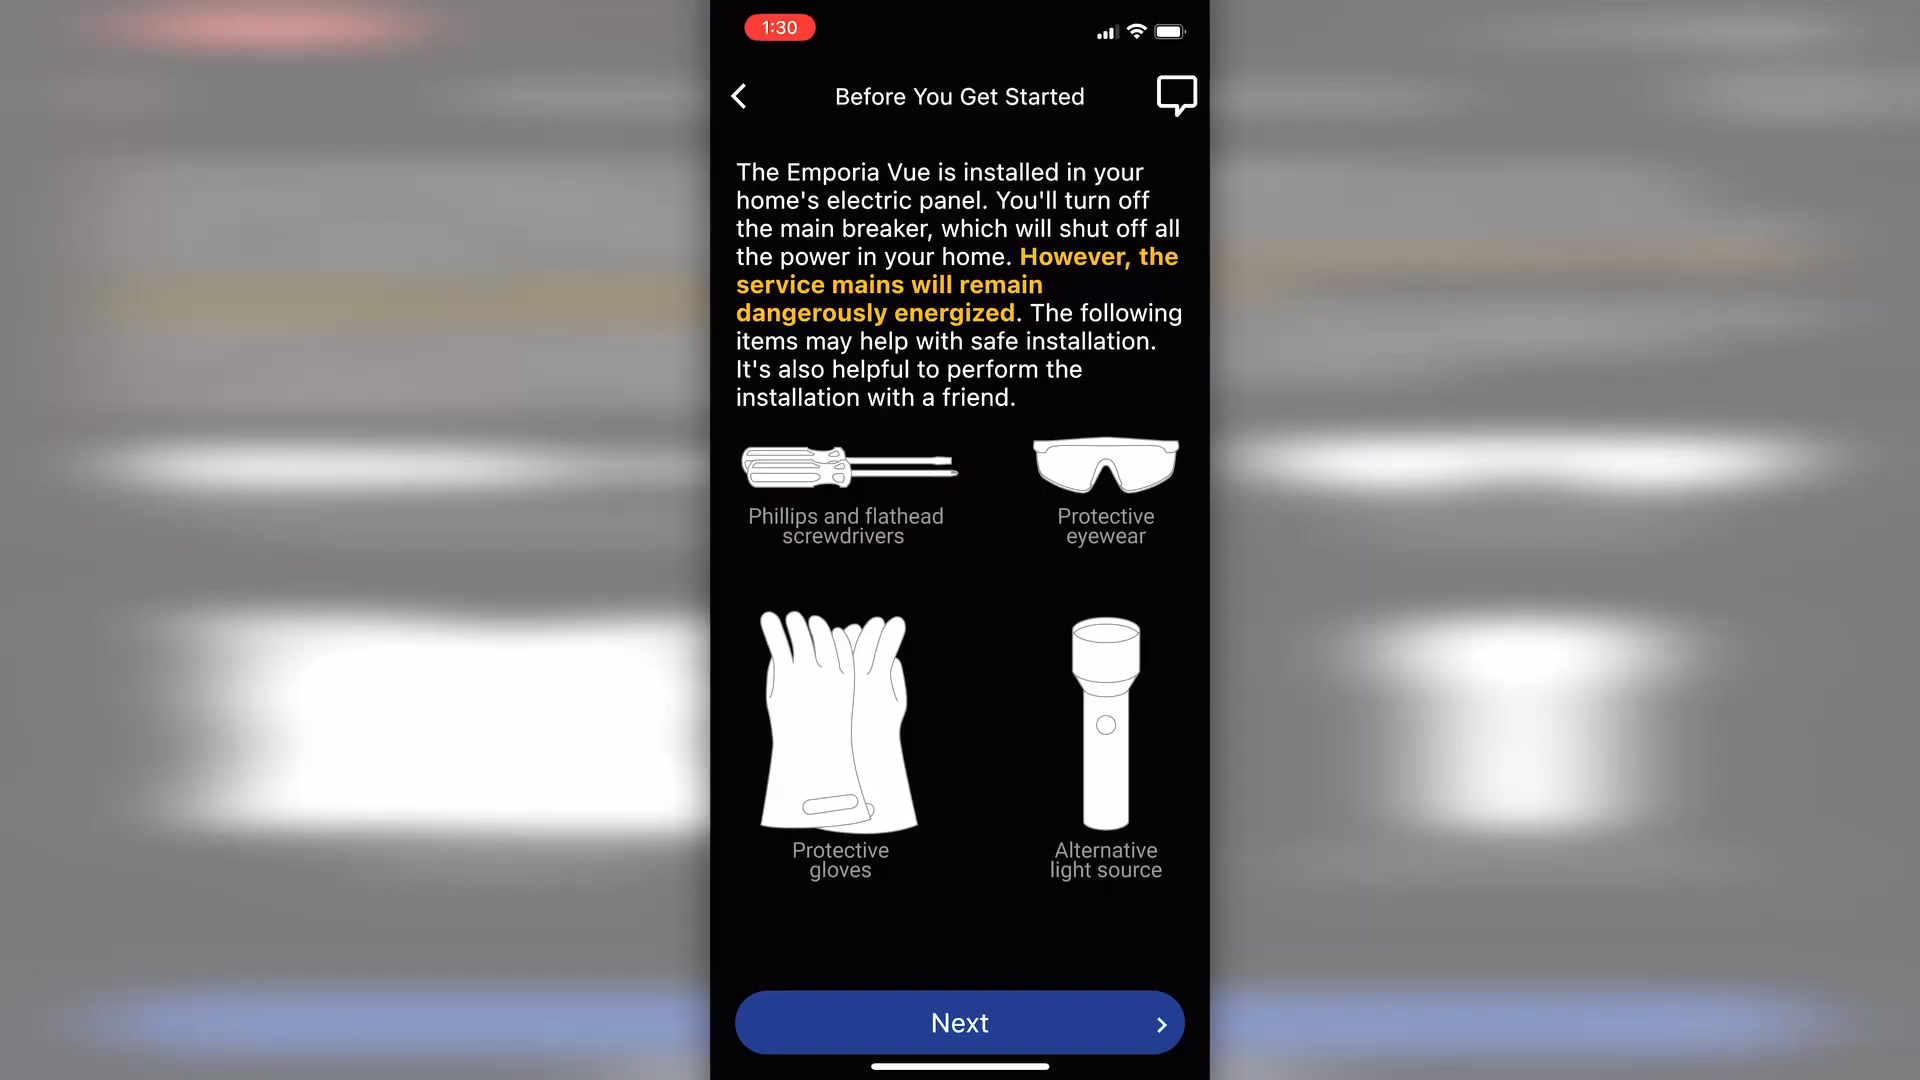 1:30
Before You Get Started
The Emporia Vue is installed in your
home's electric panel. You'll turn off
the main breaker, which will shut off all
the power in your home. However, the
service mains will remain
dangerously energized. The following
items may help with safe installation.
It's also helpful to perform the
installation with a friend.
Phillips and flathead
screwdrivers
Protective
eyewear
Protective
gloves
Alternative
light source
Next